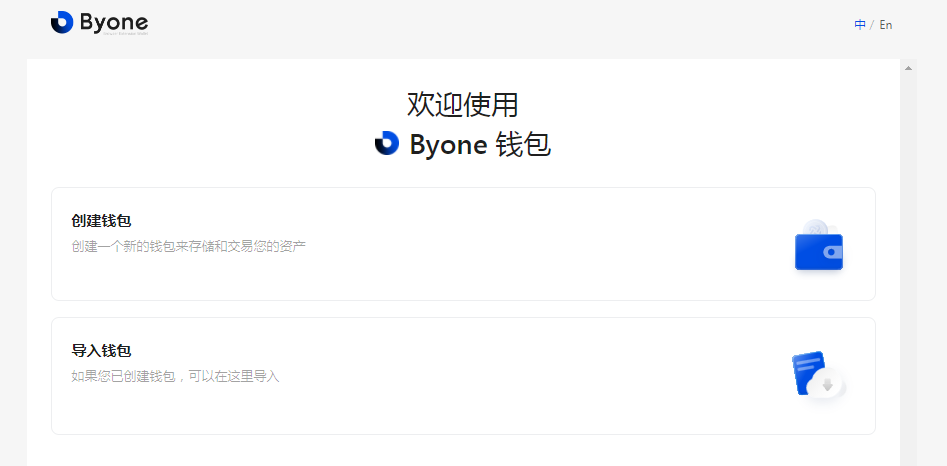 Byone
中 / En
欢迎使用
Byone 钱包
创建钱包
创建一个新的钱包来存储和交易您的资产
导入钱包
如果您已创建钱包，可以在这里导入